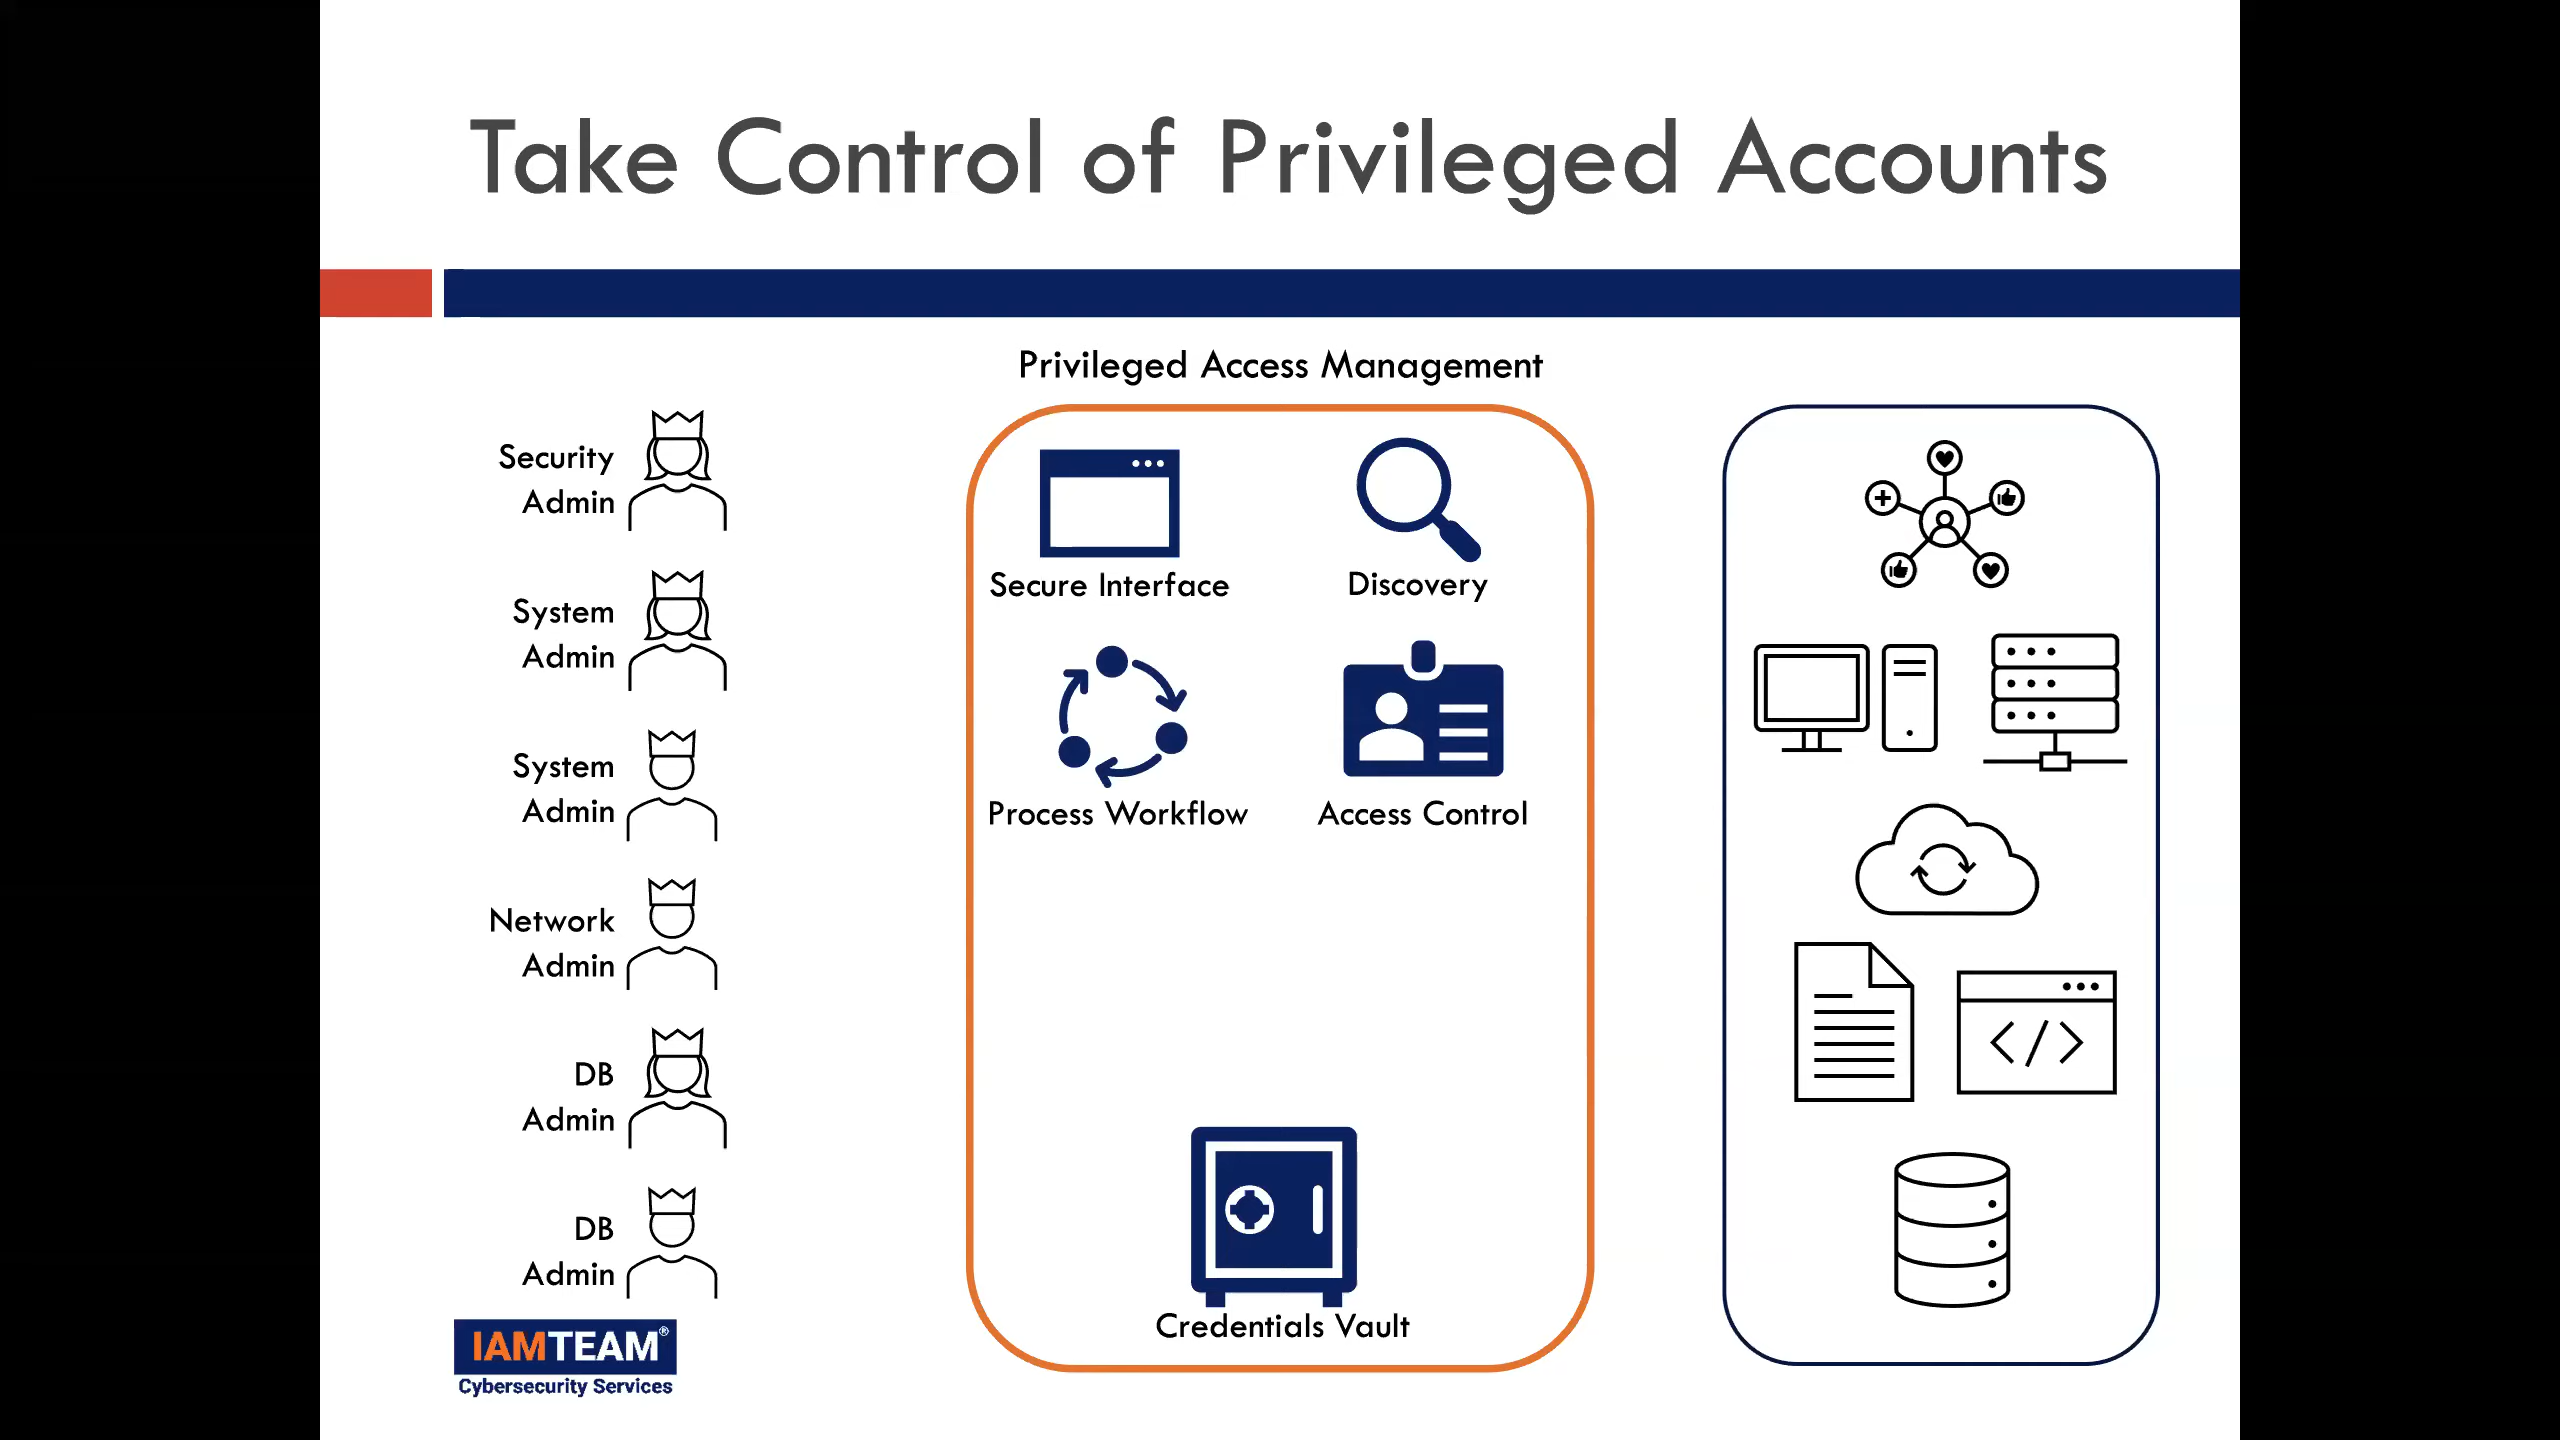 Take Control of Privileged Accounts
Privileged Access Management
Security
Admin
System
Admin
System
Admin
Network
Admin
DB
Admin
DB
Admin
Secure Interface
Discovery
Process Workflow
Access Control
Credentials Vault
IAMTEAM®
Cybersecurity Services